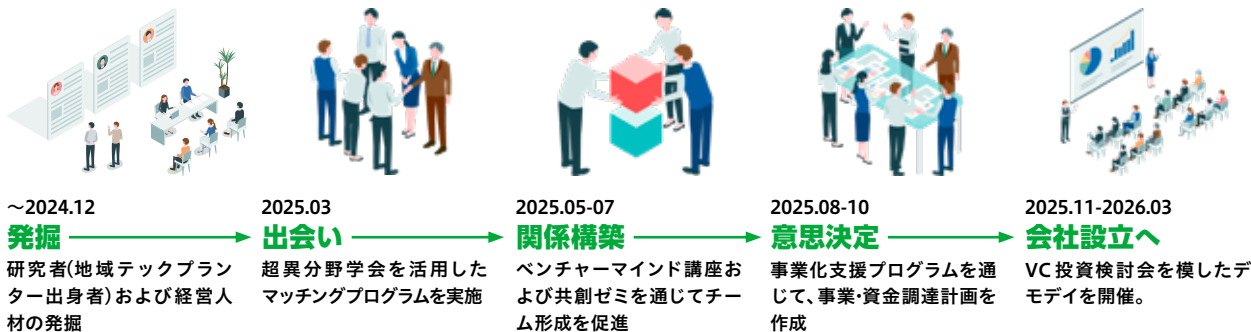 ～2024.12
発掘
研究者(地域テックプラン
ター出身者)および経営人
材の発掘
2025.03
出会い
超異分野学会を活用した
マッチングプログラムを実施
2025.05-07
関係構築
ベンチャーマインド講座お
よび共創ゼミを通じてチー
ム形成を促進
2025.08-10
意思決定
事業化支援プログラムを通
じて、事業・資金調達計画を
作成
2025.11-2026.03
会社設立へ
VC投資検討会を模したデ
モデイを開催。